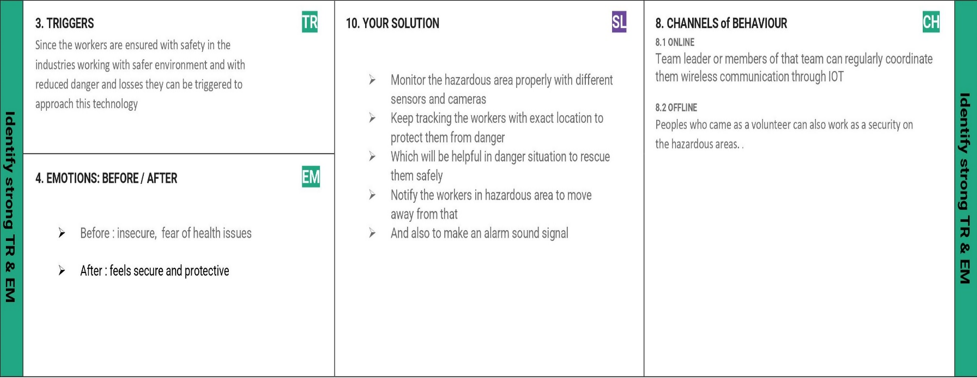 Identify strong TR & EM
3. TRIGGERS
TR
Since the workers are ensured with safety in the
industries working with safer environment and with
reduced danger and losses they can be triggered to
approach this technology
4. EMOTIONS: BEFORE / AFTER
EM
➢ Before : insecure, fear of health issues
➢ After : feels secure and protective
10. YOUR SOLUTION
SL
➢ Monitor the hazardous area properly with different
sensors and cameras
➢ Keep tracking the workers with exact location to
protect them from danger
➢ Which will be helpful in danger situation to rescue
them safely
➢ Notify the workers in hazardous area to move
away from that
➢ And also to make an alarm sound signal
8. CHANNELS of BEHAVIOUR
CH
8.1 ONLINE
Team leader or members of that team can regularly coordinate
them wireless communication through IOT
8.2 OFFLINE
Peoples who came as a volunteer can also work as a security on
the hazardous areas. .
Identify strong TR & EM